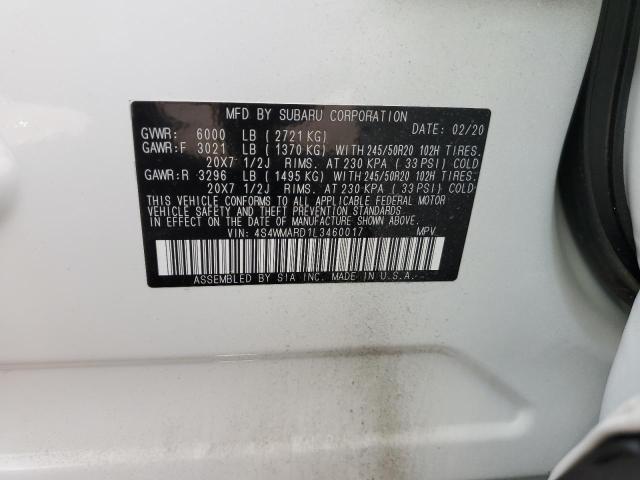 MFD BY SUBARU CORPORATION
GVWR: 6000 LB ( 2721 KG) DATE: 02/20
GAWR:F 3021 LB ( 1370 KG) WITH 245/50R20 102H TIRES.
20X7 1/2J RIMS. AT 230 KPA ( 33 PSI) COLD
GAWR:R 3296 LB ( 1495 KG) WITH 245/50R20 102H TIRES.
20X7 1/2J RIMS. AT 230 KPA ( 33 PSI) COLD
THIS VEHICLE CONFORMS TO ALL APPLICABLE FEDERAL MOTOR
VEHICLE SAFETY AND THEFT PREVENTION STANDARDS
IN EFFECT ON THE DATE OF MANUFACTURE SHOWN ABOVE.
VIN: 4S4WMARD1L3460017 MPV
ASSEMBLED BY SIA INC. MADE IN U.S.A.